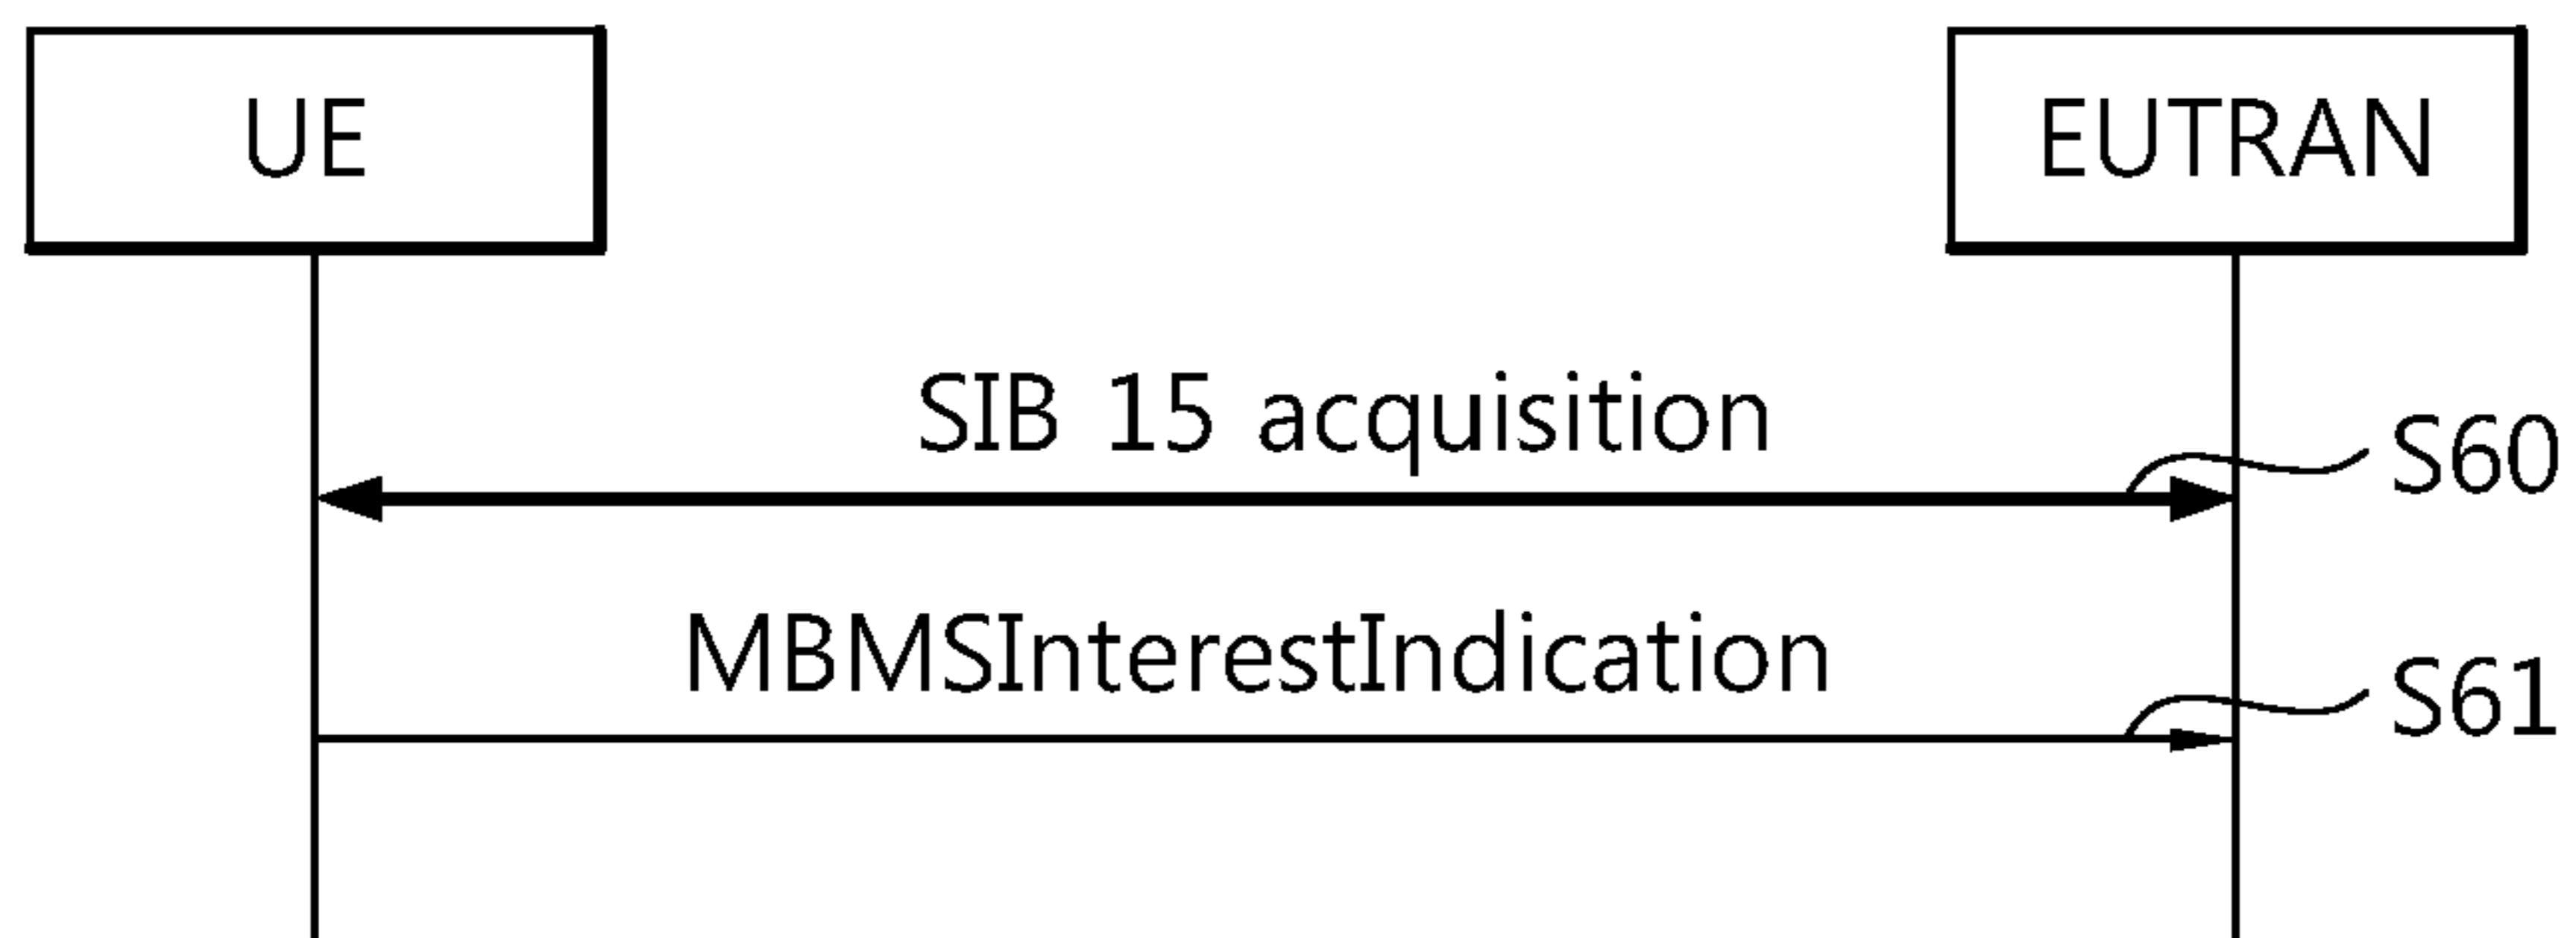 UE
EUTRAN
SIB 15 acquisition
S60
MBMSInterestIndication
S61